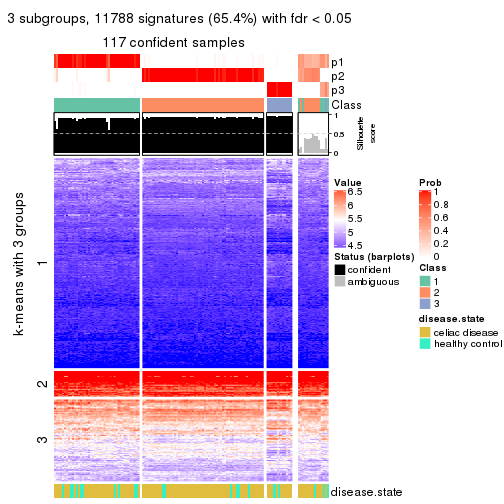 3 subgroups, 11788 signatures (65.4%) with fdr < 0.05
117 confident samples
p1
p2
p3
Class
1
0.5
0
Silhouette
score
k-means with 3 groups
1
2
3
disease.state
Value
6.5
6
5.5
5
4.5
Status (barplots)
confident
ambiguous
Prob
1
0.8
0.6
0.4
0.2
0
Class
1
2
3
disease.state
celiac disease
healthy control